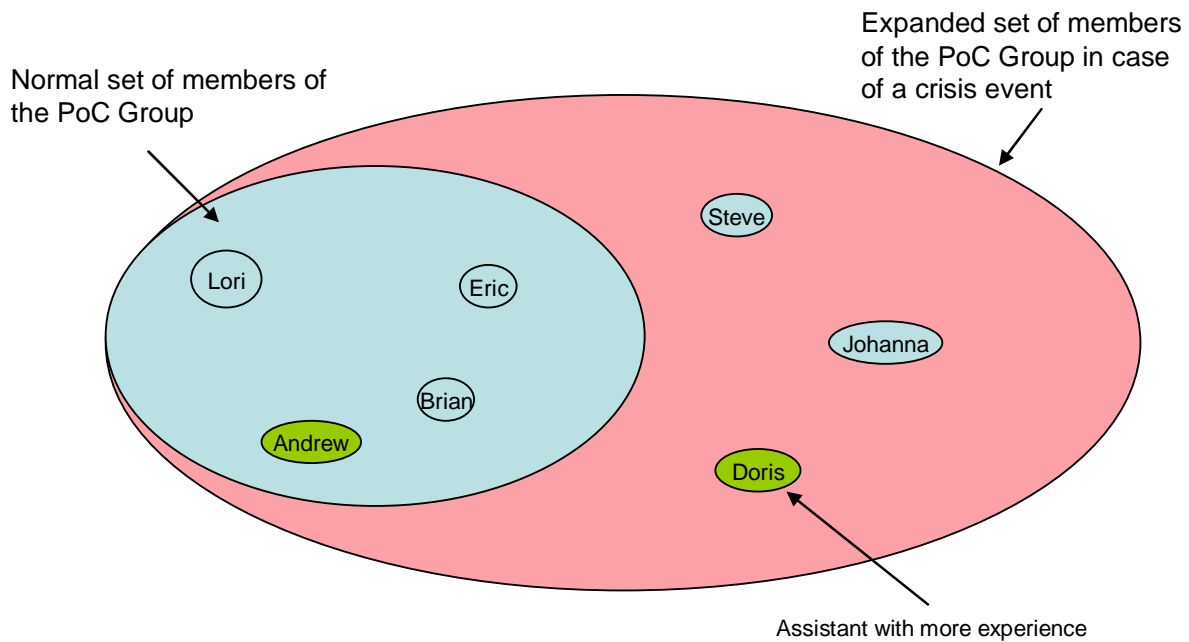 Expanded set of members
of the PoC Group in case
of a crisis event
Normal set of members of
the PoC Group
Steve
Lori
Eric
Johanna
Brian
Andrew
Doris
Assistant with more experience